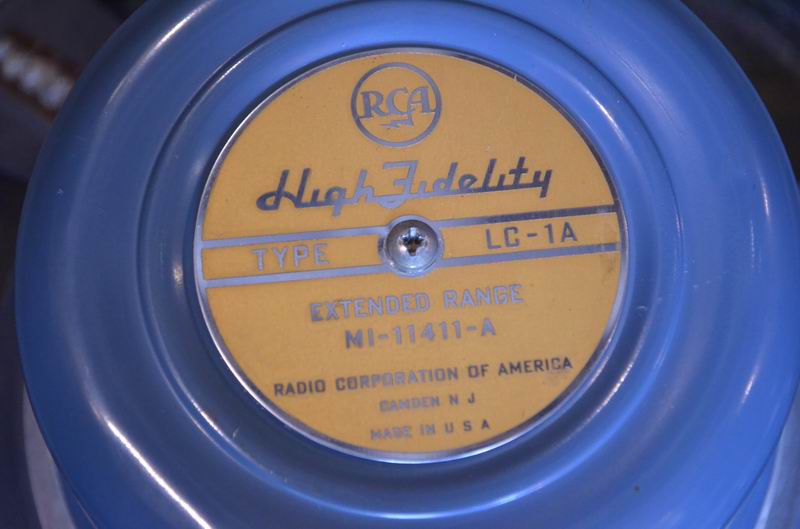 RCA
High Fidelity
TYPE LC-1A
EXTENDED RANGE
MI-11411-A
RADIO CORPORATION OF AMERICA
CAMDEN N J
MADE IN U S A